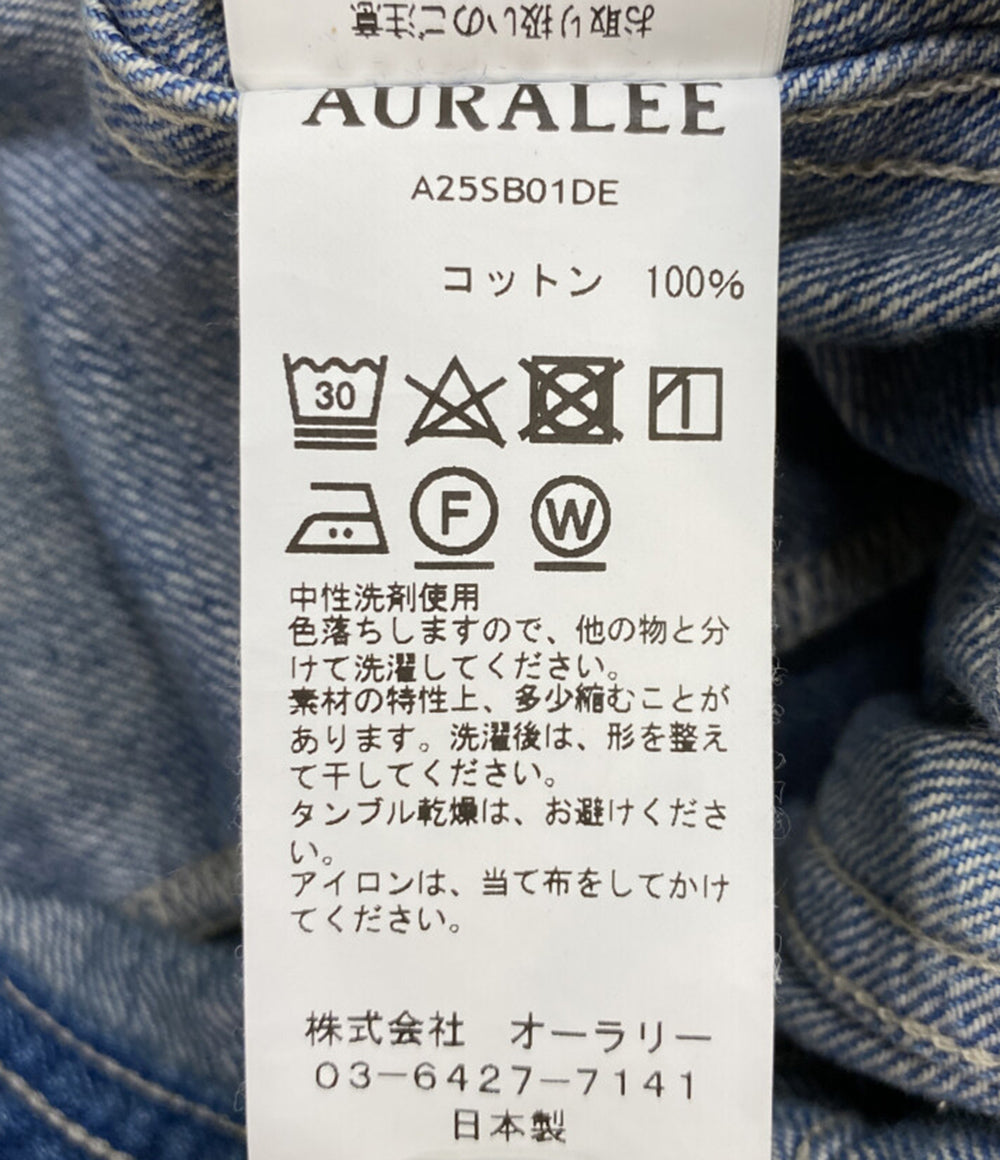 お取り扱いのご注意
AURALEE
A25SB01DE
コットン 100%
30
F W
中性洗剤使用
色落ちしますので、他の物と分
けて洗濯してください。
素材の特性上、多少縮むことが
あります。洗濯後は、形を整え
て干してください。
タンブル乾燥は、お避けくださ
い。
アイロンは、当て布をしてかけ
てください。
株式会社 オーラリー
03-6427-7141
日本製